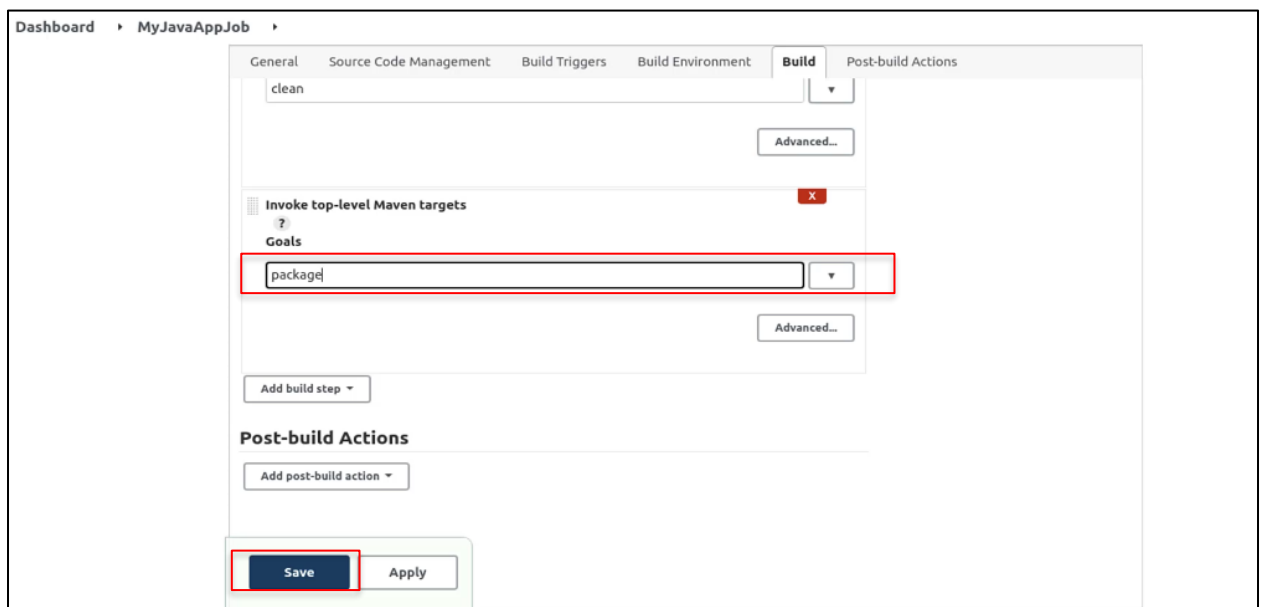 Dashboard MyJavaAppJob
General Source Code Management Build Triggers Build Environment Build Post-build Actions
clean
Advanced...
Invoke top-level Maven targets
X
?
Goals
package
Advanced...
Add build step
Post-build Actions
Add post-build action
Save Apply